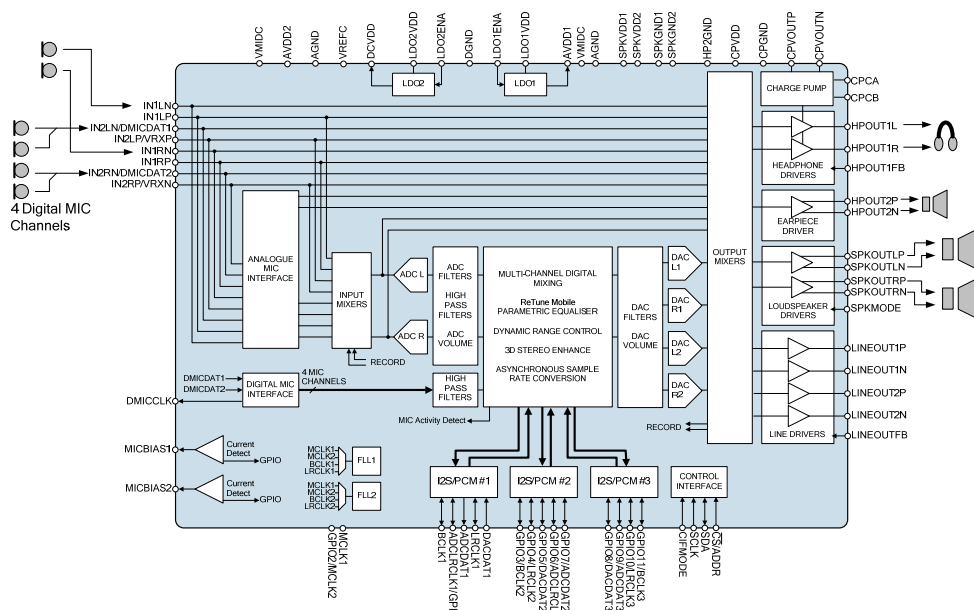 VMIDC
AVDD2
AGND
VREFC
DCVDD
LDO2VDD
LDO2ENA
DGND
LDO1ENA
LDO1VDD
AVDD1
VMIDC
AGND
SPKVDD1
SPKVDD2
SPKGND1
SPKGND2
HP2GND
CPVDD
CPGND
CPVOUTP
CPVOUTN
LDO2
LDO1
CHARGE PUMP
CPCA
CPCB
IN1LN
IN1LP
IN2LN/DMICDAT1
IN2LP/VRXP
IN1RN
IN1RP
IN2RN/DMICDAT2
IN2RP/VRXN
4 Digital MIC
Channels
HPOUT1L
HPOUT1R
HPOUT1FB
HEADPHONE
DRIVERS
HPOUT2P
HPOUT2N
EARPIECE
DRIVER
SPKOUTLP
SPKOUTLN
SPKOUTRP
SPKOUTRN
LOUDSPEAKER
DRIVERS
SPKMODE
LINEOUT1P
LINEOUT1N
LINEOUT2P
LINEOUT2N
LINE DRIVERS
LINEOUTFB
ANALOGUE
MIC
INTERFACE
INPUT
MIXERS
RECORD
ADC L
ADC R
ADC
FILTERS
HIGH
PASS
FILTERS
ADC
VOLUME
MULTI-CHANNEL DIGITAL
MIXING
ReTune Mobile
PARAMETRIC EQUALISER
DYNAMIC RANGE CONTROL
3D STEREO ENHANCE
ASYNCHRONOUS SAMPLE
RATE CONVERSION
DAC
FILTERS
DAC
VOLUME
DAC
L1
DAC
R1
DAC
L2
DAC
R2
OUTPUT
MIXERS
RECORD
DMICDAT1
DMICDAT2
DMICCLK
DIGITAL MIC
INTERFACE
4 MIC
CHANNELS
HIGH
PASS
FILTERS
MIC Activity Detect
MICBIAS1
Current
Detect
GPIO
MICBIAS2
Current
Detect
GPIO
MCLK1
MCLK2
BCLK1
LRCLK1
FLL1
MCLK1
MCLK2
BCLK2
LRCLK2
FLL2
I2S/PCM #1
I2S/PCM #2
I2S/PCM #3
CONTROL
INTERFACE
GPIO2/MCLK2
MCLK1
BCLK1
ADCLRCLK1/GPI
ADCDAT1
LRCLK1
DACDAT1
GPIO3/BCLK2
GPIO4/LRCLK2
GPIO5/DACDAT2
GPIO6/ADCLRCL
GPIO7/ADCDAT2
GPIO8/DACDAT3
GPIO9/ADCDAT3
GPIO10/LRCLK3
GPIO11/BCLK3
CIFMODE
SCLK
SDA
CS/ADDR